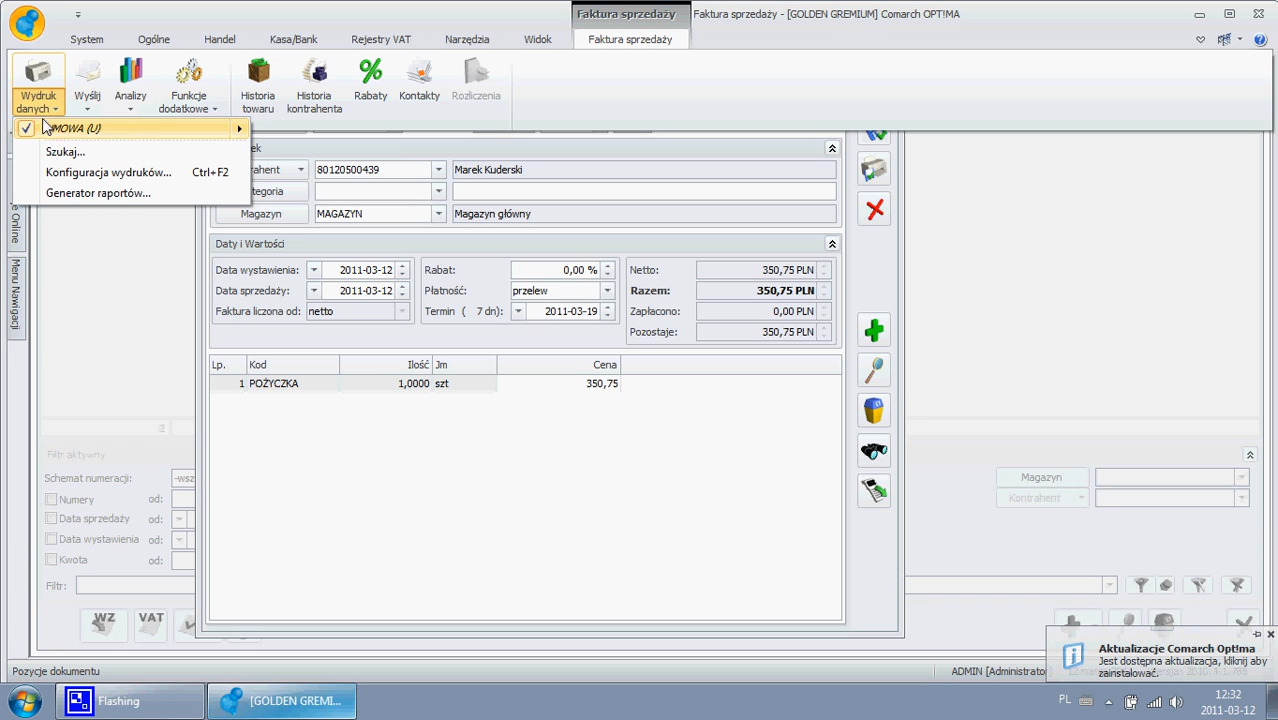 Faktura sprzedaży
Faktura sprzedaży - [GOLDEN GREMIUM] Comarch OPT!MA
System
Ogólne
Handel
Kasa/Bank
Rejestry VAT
Narzędzia
Widok
Faktura sprzedaży
Wydruk danych
Wyślij
Analizy
Funkcje dodatkowe
Historia towaru
Historia kontrahenta
Rabaty
Kontakty
Rozliczenia
(U)
Szukaj...
Konfiguracja wydruków... Ctrl+F2
Generator raportów...
80120500439
Marek Kuderski
Magazyn
MAGAZYN
Magazyn główny
Online
Menu Nawigacji
Daty i Wartości
Data wystawienia: 2011-03-12
Rabat: 0,00 %
Netto: 350,75 PLN
Data sprzedaży: 2011-03-12
Płatność: przelew
Razem: 350,75 PLN
Faktura liczona od: netto
Termin ( 7 dn): 2011-03-19
Zapłacono: 0,00 PLN
Pozostaje: 350,75 PLN
Lp. Kod Ilość Jm Cena
1 POŻYCZKA 1,0000 szt 350,75
2
Filtr aktywny
Schemat numeracji:
Numery od:
Data sprzedaży od:
Data wystawienia od:
Kwota od:
Filtr:
Magazyn
Kontrahent
WZ
VAT
Aktualizacje Comarch Opt!ma
Jest dostępna aktualizacja, kliknij aby
zainstalować.
Pozycje dokumentu
ADMIN [Administrator]
Flashing
[GOLDEN GREMI...
PL
12:32
2011-03-12